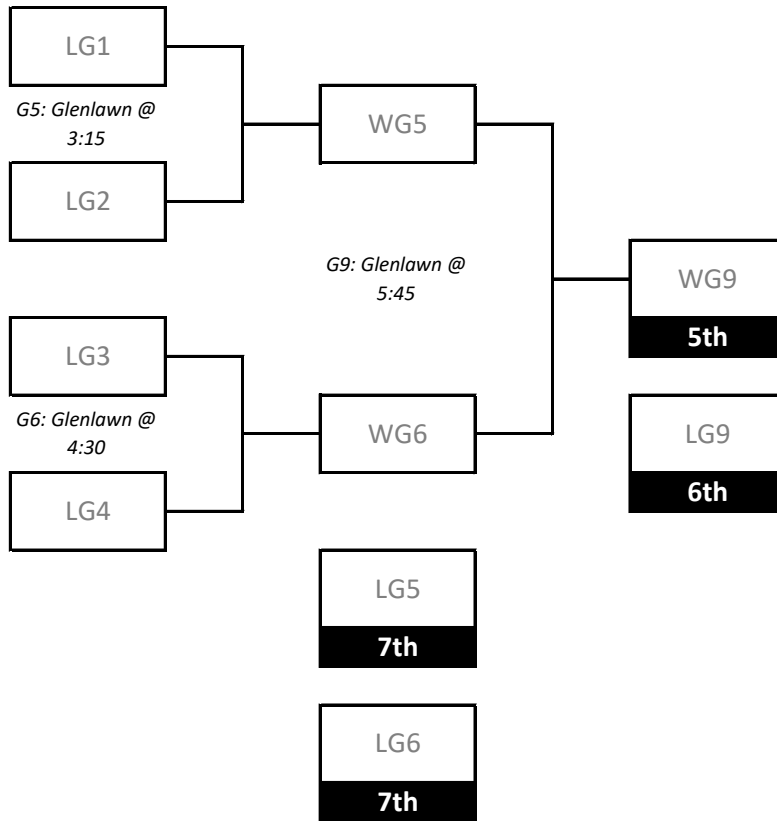 LG1
G5: Glenlawn @
3:15
LG2
WG5
G9: Glenlawn @
5:45
WG9
5th
LG3
G6: Glenlawn @
4:30
LG4
WG6
LG9
6th
LG5
7th
LG6
7th